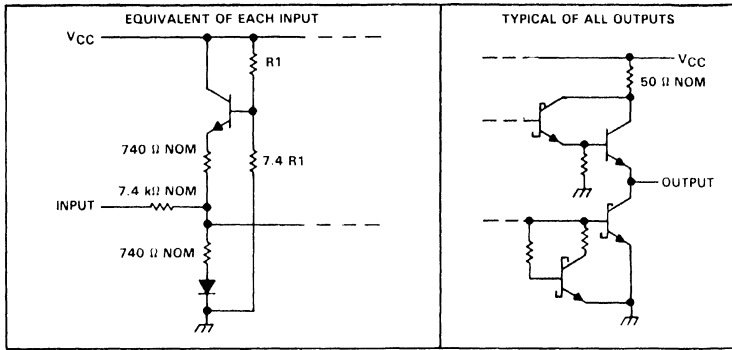 EQUIVALENT OF EACH INPUT
VCC
R1
740 Ω NOM
7.4 R1
7.4 kΩ NOM
INPUT
740 Ω NOM
TYPICAL OF ALL OUTPUTS
VCC
50 Ω NOM
OUTPUT